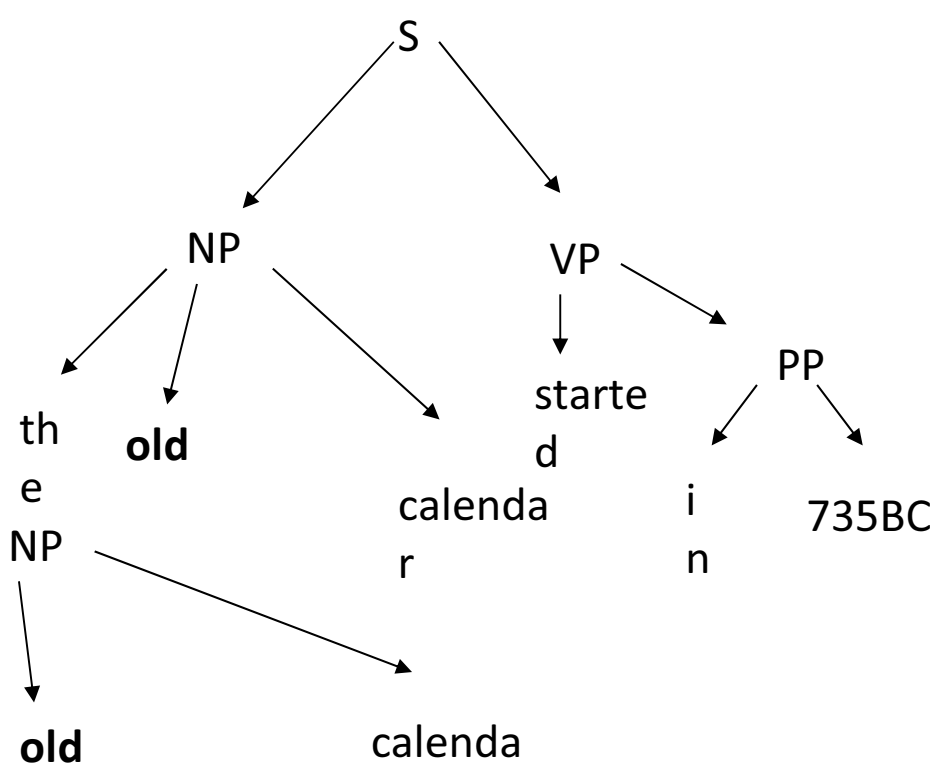 S
NP
VP
PP
th
e
old
starte
d
calenda
r
i
n
735BC
NP
old
calenda